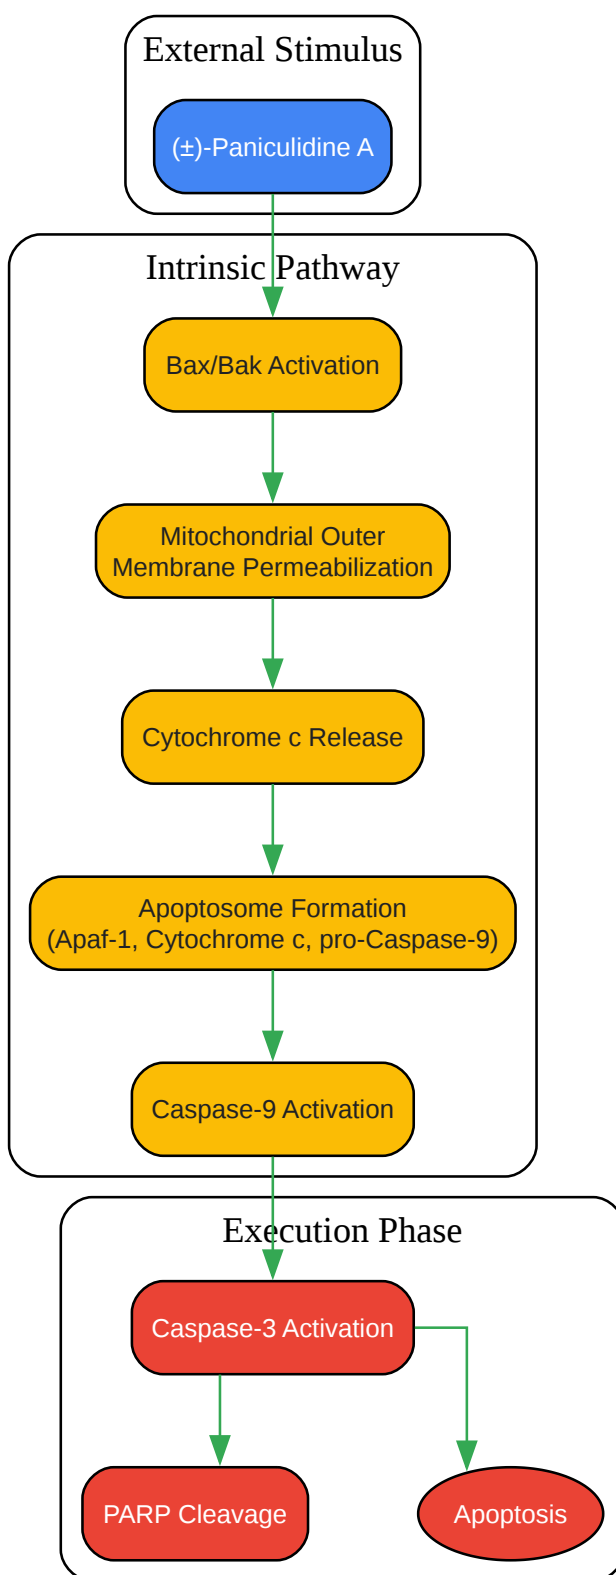 External Stimulus
(±)-Paniculidine A
Intrinsic Pathway
Bax/Bak Activation
Mitochondrial Outer
Membrane Permeabilization
Cytochrome c Release
Apoptosome Formation
(Apaf-1, Cytochrome c, pro-Caspase-9)
Caspase-9 Activation
Execution Phase
Caspase-3 Activation
PARP Cleavage
Apoptosis